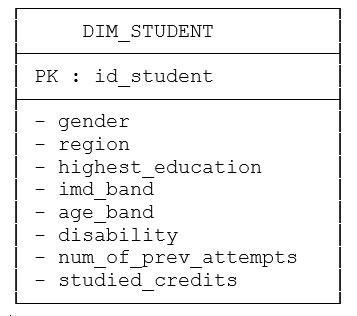 DIM_STUDENT
PK : id_student
- gender
- region
- highest_education
- imd_band
- age_band
- disability
- num_of_prev_attempts
- studied_credits